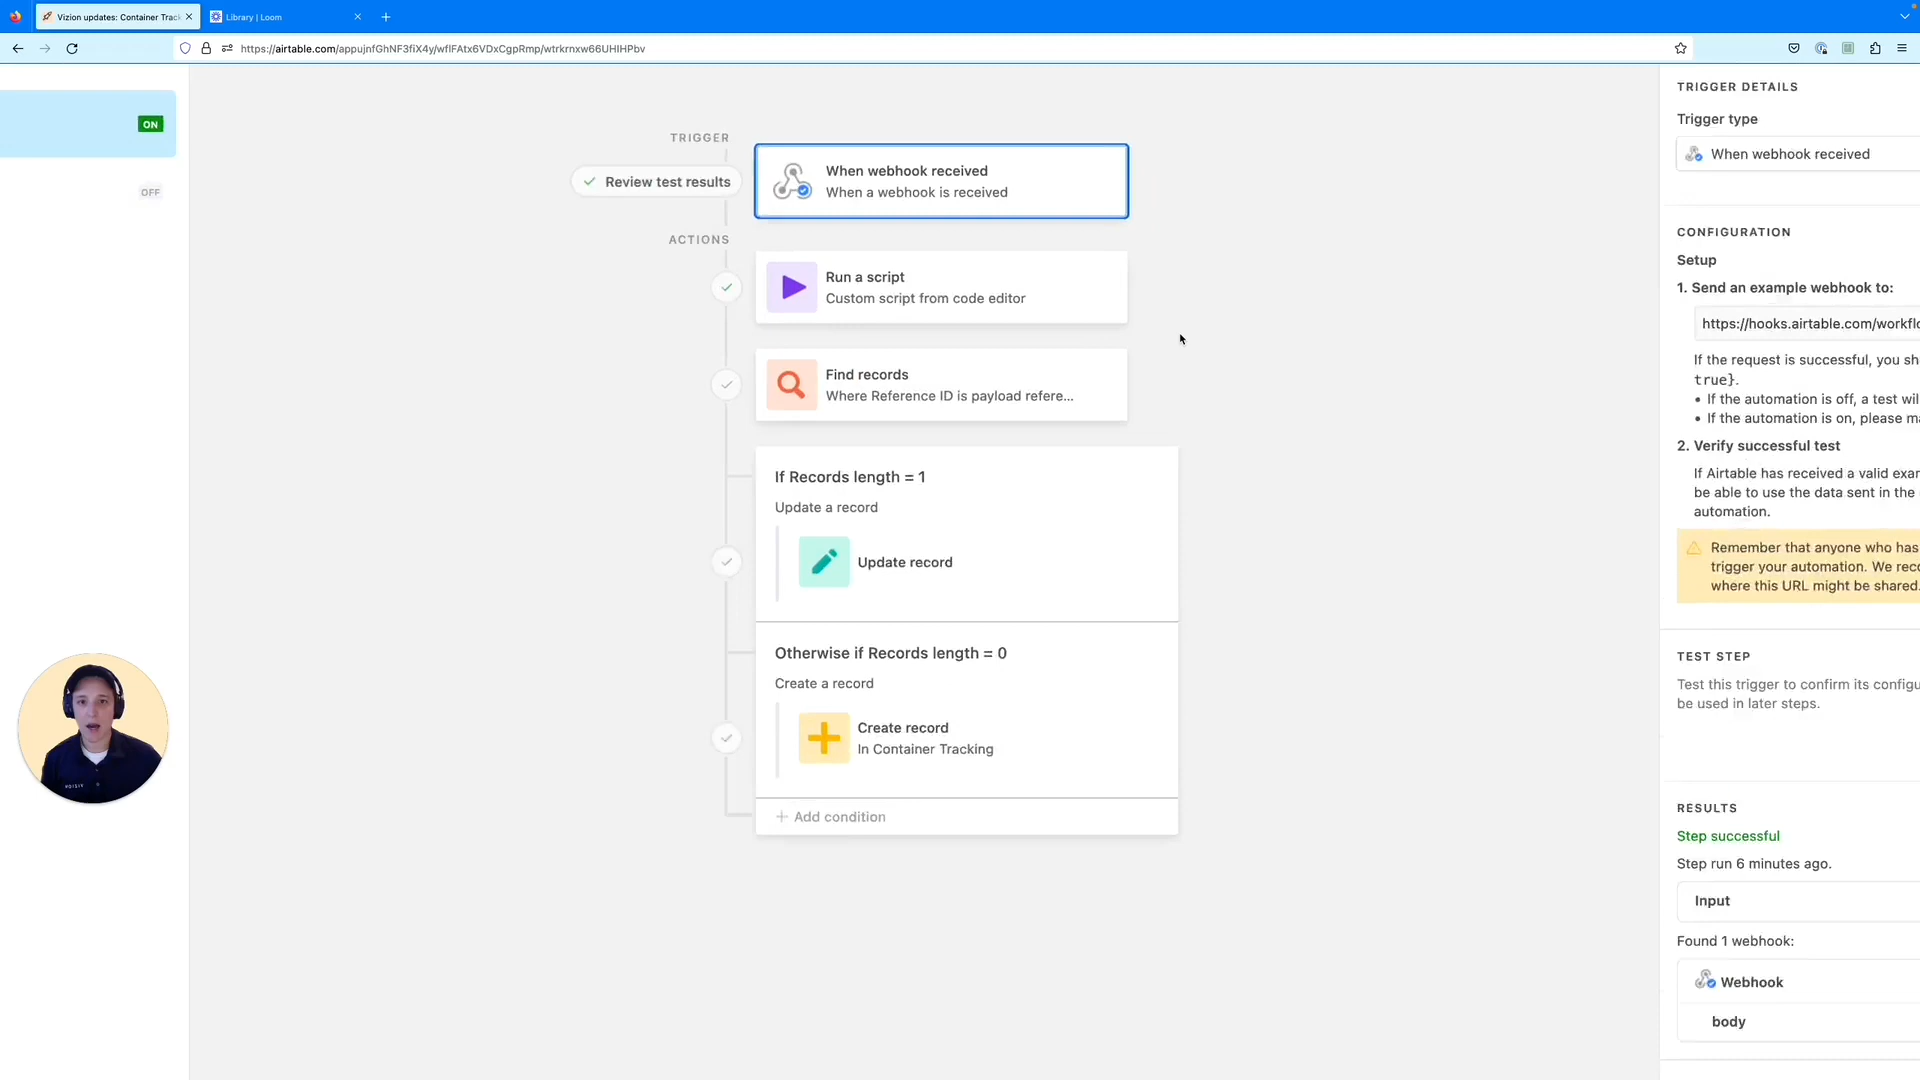 Vizion updates: Container Track
Library | Loom
https://airtable.com/appujnfGhNF3fiX4y/wflFAtx6VDxCgpRmp/wtrkrnxw66UHIHPbv
ON
OFF
TRIGGER
Review test results
When webhook received
When a webhook is received
ACTIONS
Run a script
Custom script from code editor
Find records
Where Reference ID is payload refere...
If Records length = 1
Update a record
Update record
Otherwise if Records length = 0
Create a record
Create record
In Container Tracking
+ Add condition
TRIGGER DETAILS
Trigger type
When webhook received
CONFIGURATION
Setup
1. Send an example webhook to:
https://hooks.airtable.com/workflo
If the request is successful, you sh
true}.
• If the automation is off, a test wil
• If the automation is on, please ma
2. Verify successful test
If Airtable has received a valid exar
be able to use the data sent in the
automation.
Remember that anyone who has
trigger your automation. We reco
where this URL might be shared.
TEST STEP
Test this trigger to confirm its configu
be used in later steps.
RESULTS
Step successful
Step run 6 minutes ago.
Input
Found 1 webhook:
Webhook
body